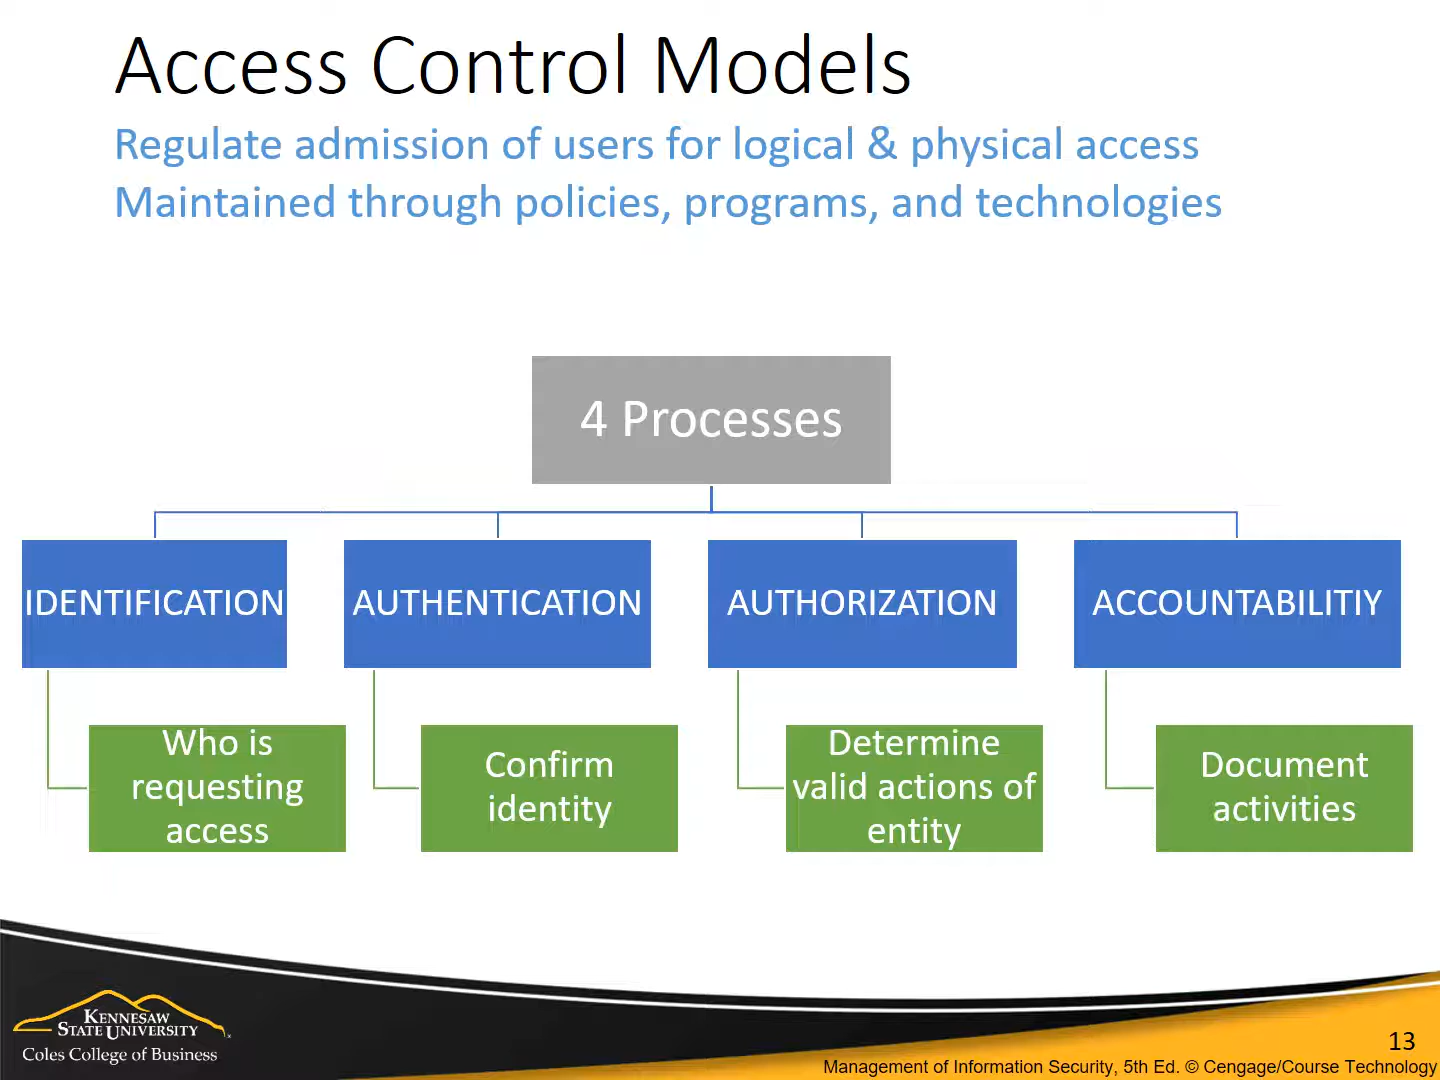 Access Control Models
Regulate admission of users for logical & physical access
Maintained through policies, programs, and technologies
4 Processes
IDENTIFICATION
AUTHENTICATION
AUTHORIZATION
ACCOUNTABILITIY
Who is
requesting
access
Confirm
identity
Determine
valid actions of
entity
Document
activities
KENNESAW
STATE UNIVERSITY
Coles College of Business
13
Management of Information Security, 5th Ed. © Cengage/Course Technology